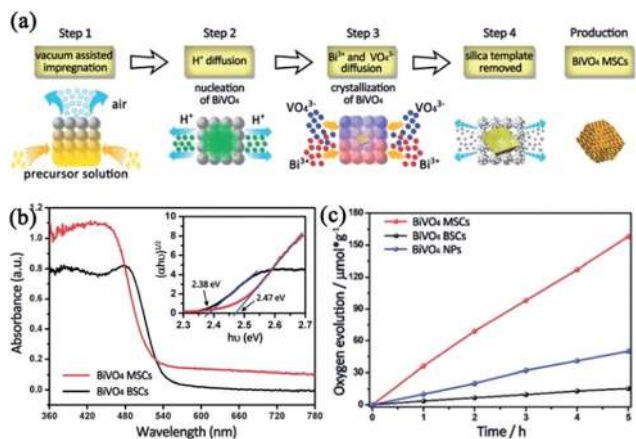 (a)
Step 1
Step 2
Step 3
Step 4
Production
vacuum assisted
impregnation
H⁺ diffusion
Bi³⁺ and VO₄³⁻
diffusion
silica template
removed
BiVO₄ MSCs
nucleation
of BiVO₄
crystallization
of BiVO₄
air
H⁺ H⁺
VO₄³⁻ VO₄³⁻
Bi³⁺ Bi³⁺
precursor solution
(b)
Absorbance (a.u.)
1.2
1.0
0.8
0.6
0.4
0.2
0.0
360 420 480 540 600 660 720 780
Wavelength (nm)
BiVO₄ MSCs
BiVO₄ BSCs
(αhυ)¹/²
8
6
4
2
0
2.38 eV
2.47 eV
2.3 2.4 2.5 2.6 2.7
hυ (eV)
(c)
Oxygen evolution / μmol*g⁻¹
180
150
120
90
60
30
0
0 1 2 3 4 5
Time / h
BiVO₄ MSCs
BiVO₄ BSCs
BiVO₄ NPs